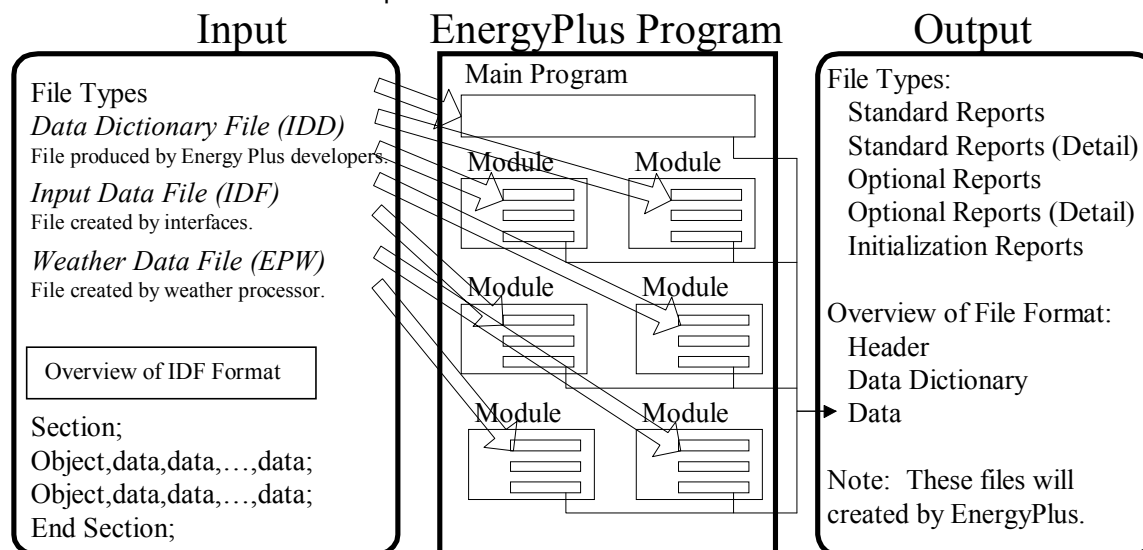 Input
EnergyPlus Program
Output
File Types
Data Dictionary File (IDD)
File produced by Energy Plus developers.
Input Data File (IDF)
File created by interfaces.
Weather Data File (EPW)
File created by weather processor.
Overview of IDF Format
Section;
Object,data,data,…,data;
Object,data,data,…,data;
End Section;
Main Program
Module
Module
Module
Module
Module
Module
File Types:
Standard Reports
Standard Reports (Detail)
Optional Reports
Optional Reports (Detail)
Initialization Reports
Overview of File Format:
Header
Data Dictionary
Data
Note: These files will
created by EnergyPlus.